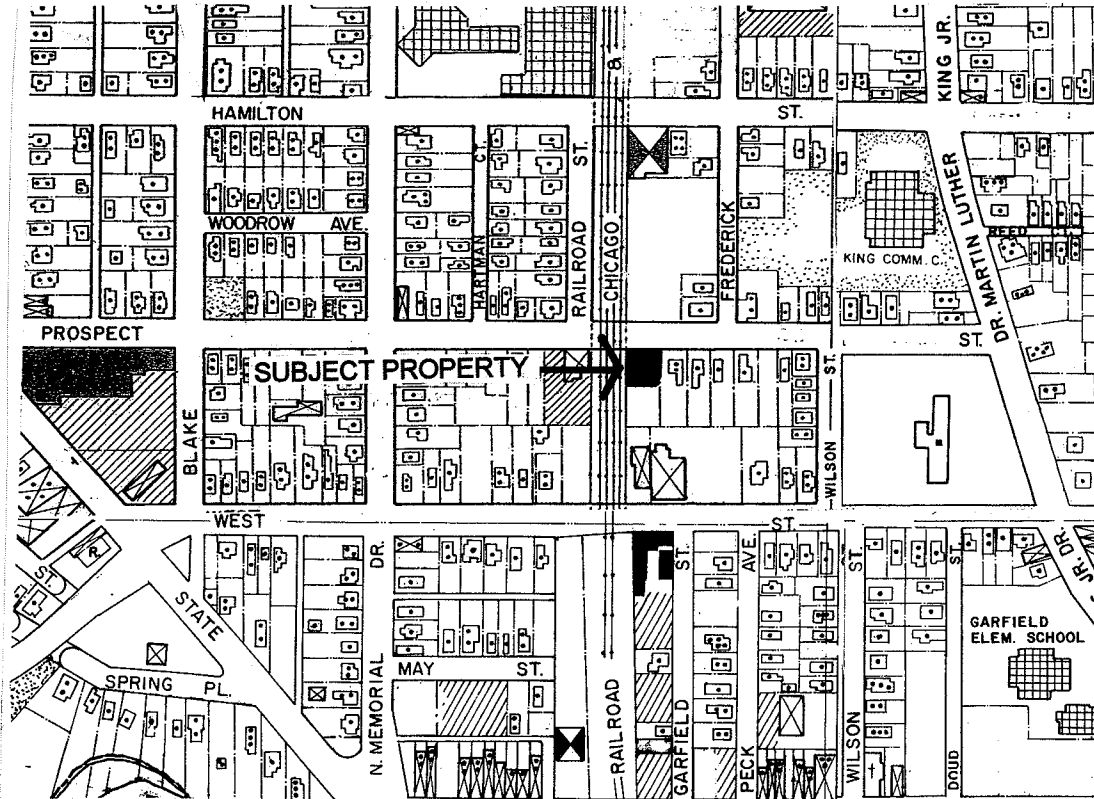 KING JR.
8
HAMILTON ST.
CT.
ST.
WOODROW AVE.
HARTMAN
RAILROAD
CHICAGO
FREDERICK
KING COMM. C.
DR. MARTIN LUTHER
REED CT.
PROSPECT ST.
SUBJECT PROPERTY
BLAKE
WILSON ST.
WEST ST.
R.
ST.
STATE
DR.
ST.
AVE.
ST.
ST.
JR. DR.
GARFIELD
ELEM. SCHOOL
MAY ST.
SPRING PL.
N. MEMORIAL
RAILROAD
GARFIELD
PECK
WILSON
DOUD